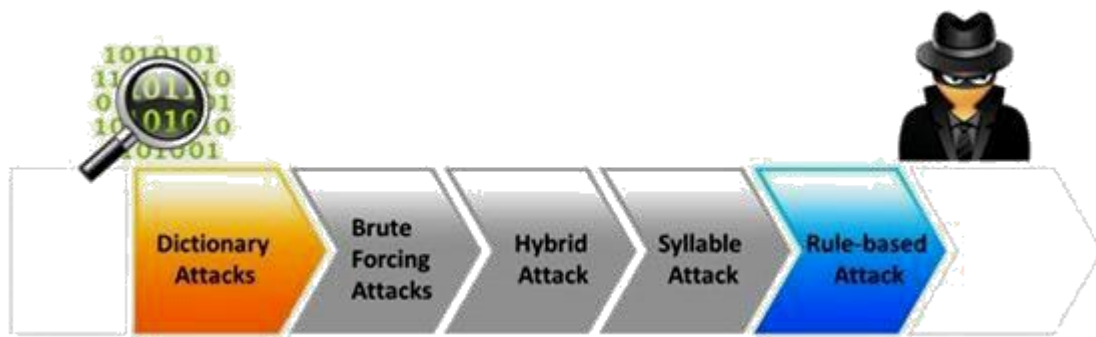 1010101
Dictionary
Attacks
Brute
Forcing
Attacks
Hybrid
Attack
Syllable
Attack
Rule-based
Attack